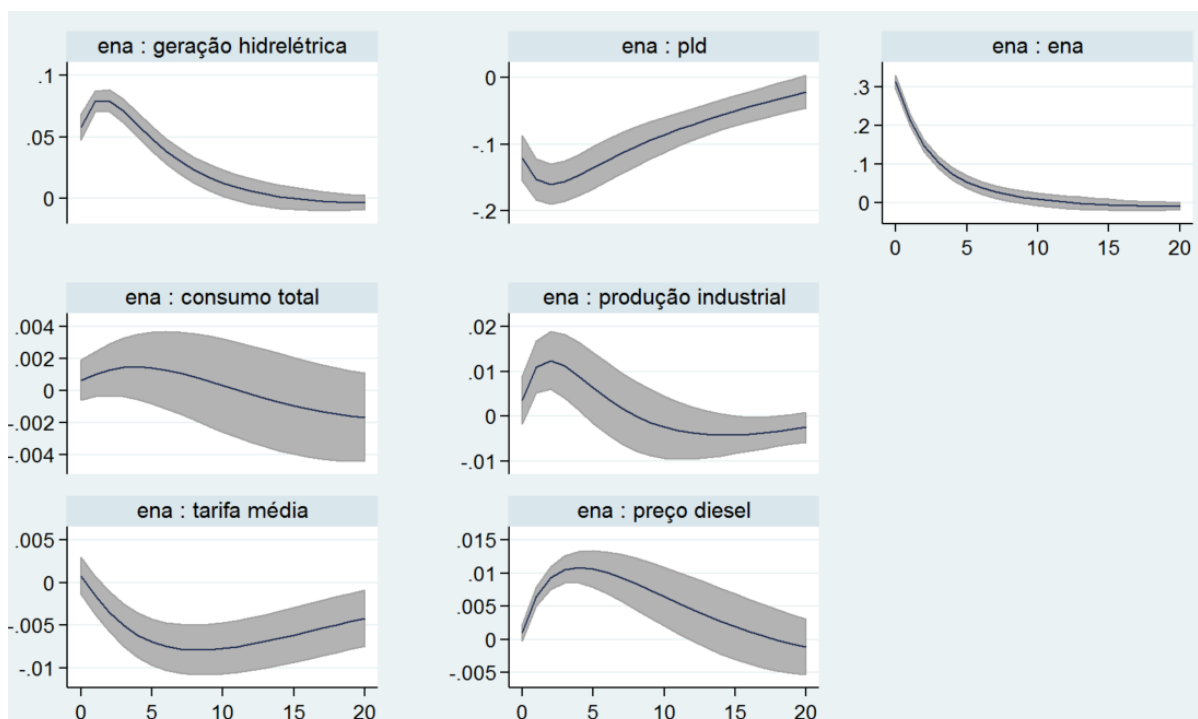 ena : geração hidrelétrica
.1
.05
0
ena : pld
0
-.1
-.2
ena : ena
.3
.2
.1
0
0 5 10 15 20
ena : consumo total
.004
.002
0
-.002
-.004
ena : produção industrial
.02
.01
0
-.01
ena : tarifa média
.005
0
-.005
-.01
0 5 10 15 20
ena : preço diesel
.015
.01
.005
0
-.005
0 5 10 15 20